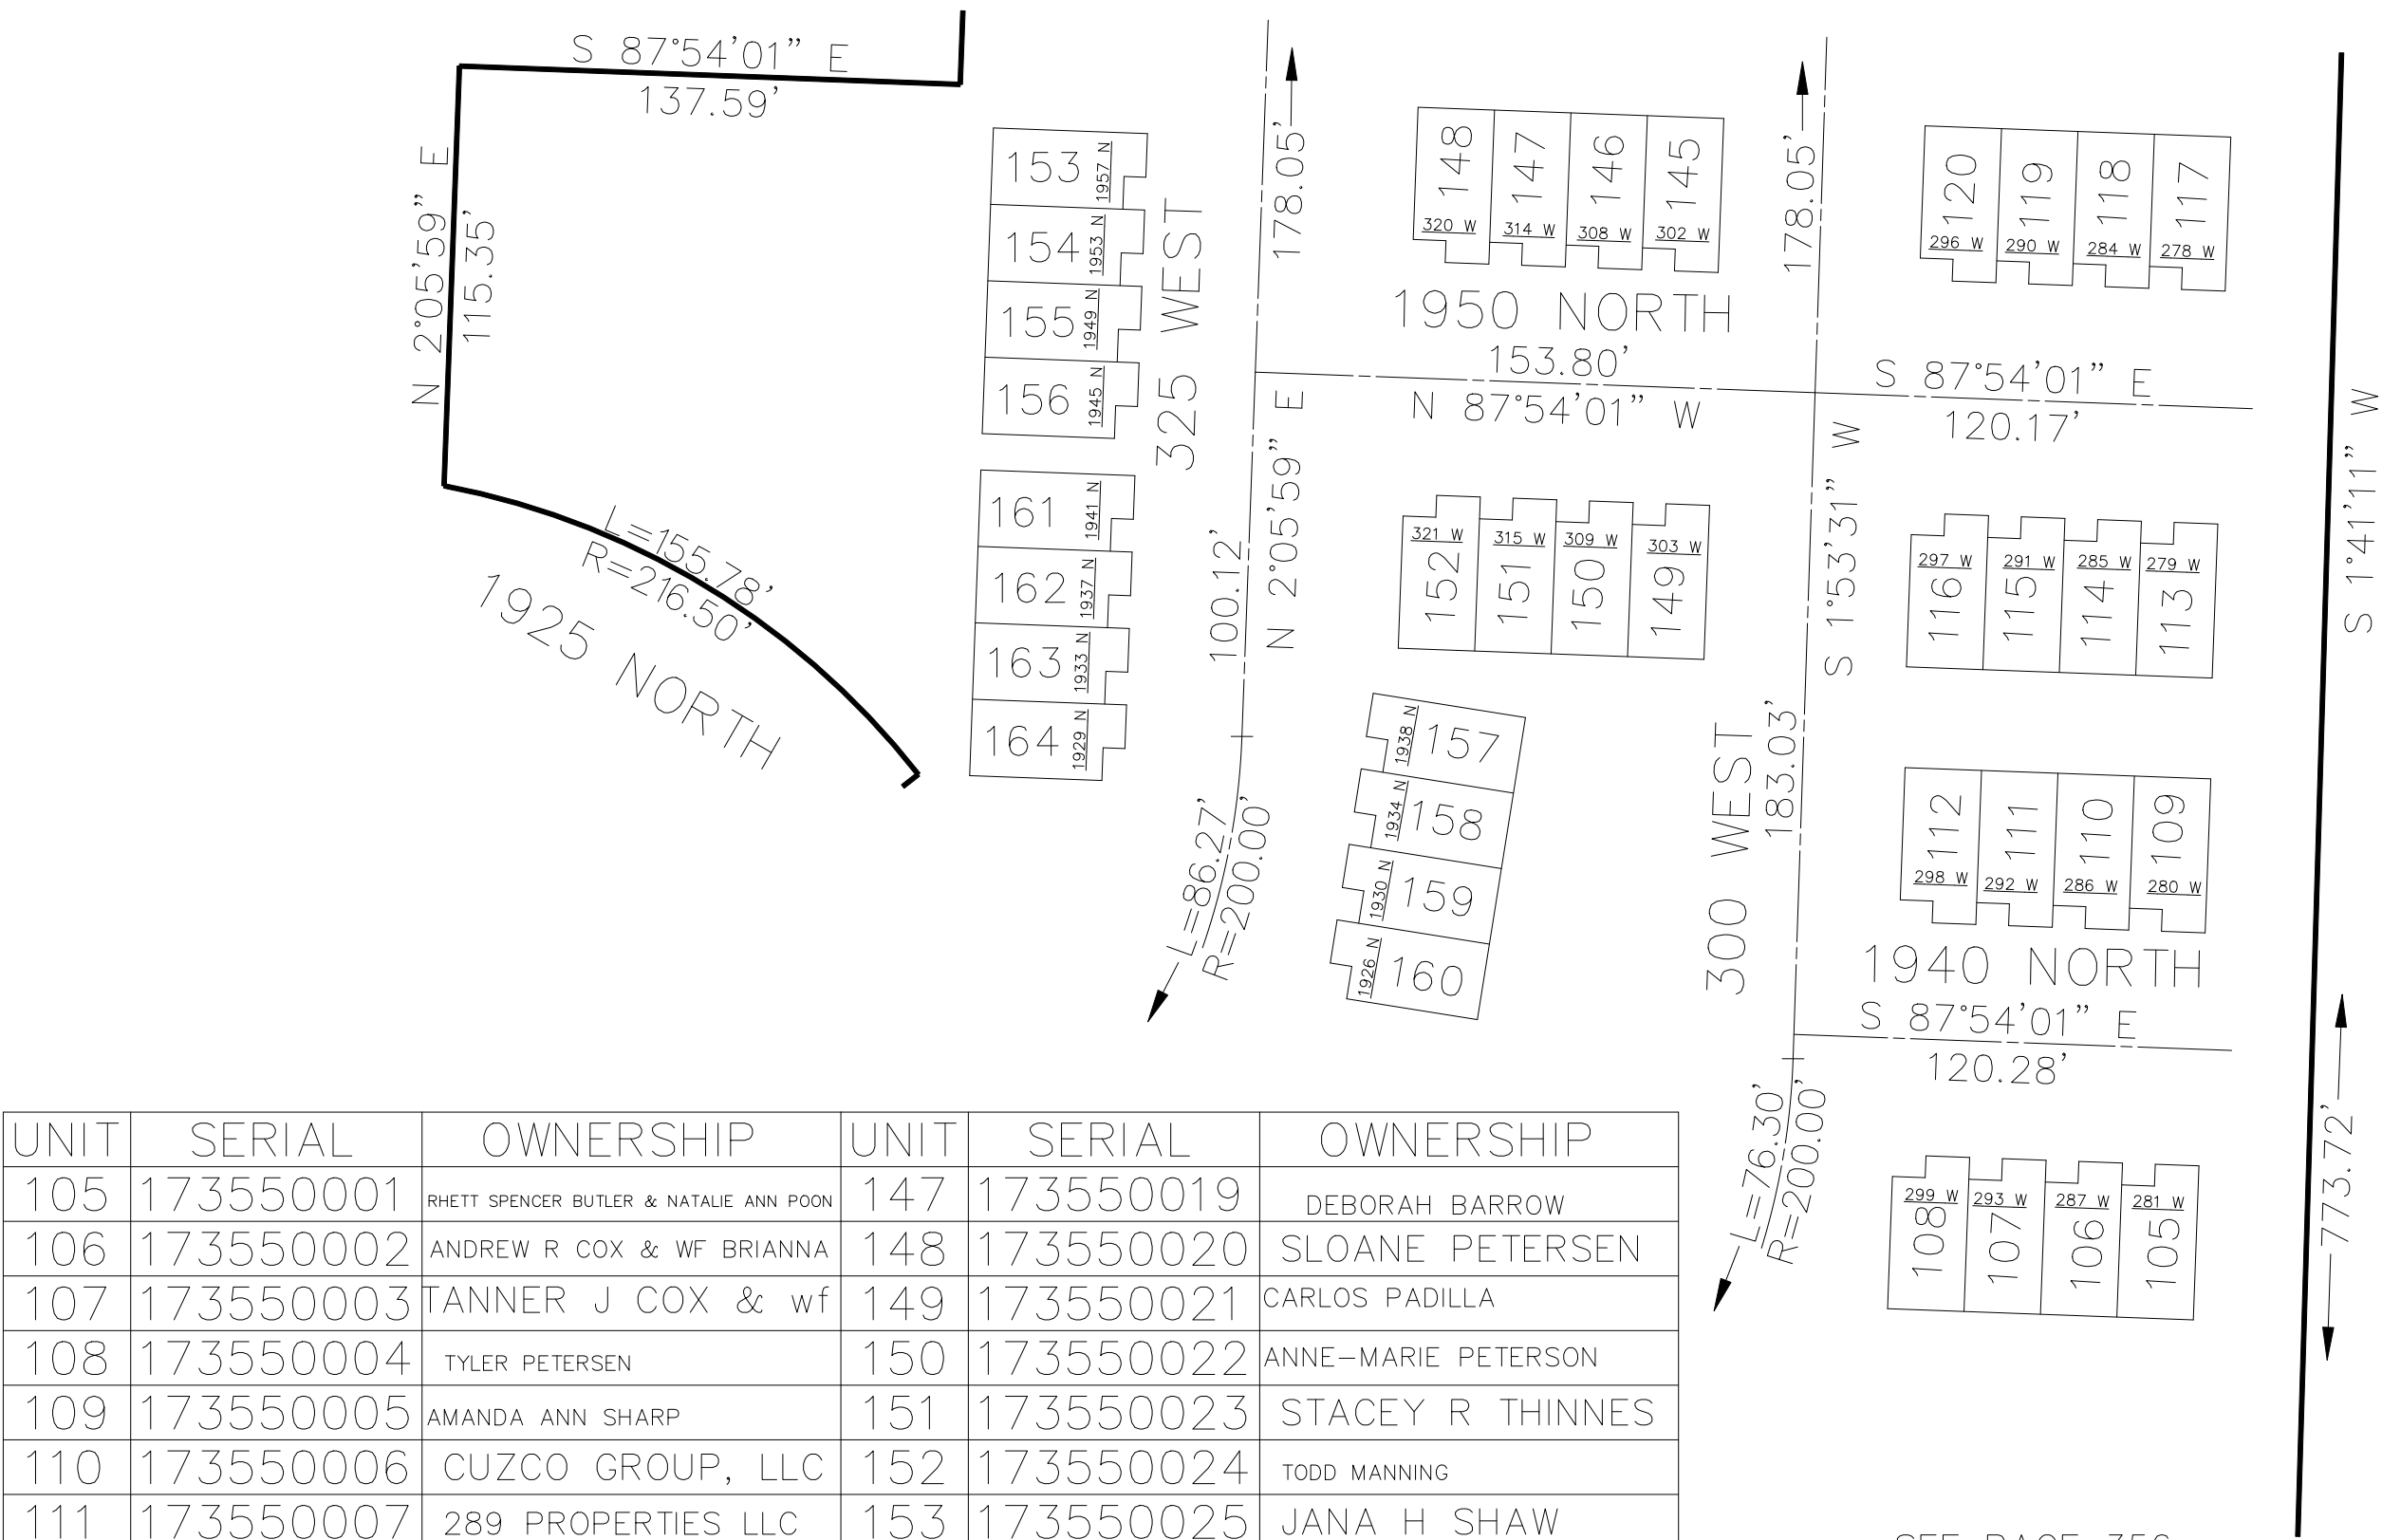 S 87°54'01" E
137.59'
N 2°05'59" E
115.35'
L=155.78'
R=216.50'
1925 NORTH
153 1957 N
154 1953 N
155 1949 N
156 1945 N
161 1941 N
162 1937 N
163 1933 N
164 1929 N
325 WEST
178.05'
100.12'
N 2°05'59" E
L=86.27'
R=200.00'
148 147 146 145
320 W 314 W 308 W 302 W
1950 NORTH
153.80'
N 87°54'01" W
321 W 315 W 309 W 303 W
152 151 150 149
1938 N 157
1934 N 158
1930 N 159
1926 N 160
178.05'
S 1°53'31" W
183.03'
300 WEST
L=76.30'
R=200.00'
120 119 118 117
296 W 290 W 284 W 278 W
S 87°54'01" E
120.17'
297 W 291 W 285 W 279 W
116 115 114 113
112 111 110 109
298 W 292 W 286 W 280 W
1940 NORTH
S 87°54'01" E
120.28'
299 W 293 W 287 W 281 W
108 107 106 105
S 1°41'11" W
773.72'
UNIT SERIAL OWNERSHIP UNIT SERIAL OWNERSHIP
105 173550001 RHETT SPENCER BUTLER & NATALIE ANN POON 147 173550019 DEBORAH BARROW
106 173550002 ANDREW R COX & WF BRIANNA 148 173550020 SLOANE PETERSEN
107 173550003 TANNER J COX & wf 149 173550021 CARLOS PADILLA
108 173550004 TYLER PETERSEN 150 173550022 ANNE-MARIE PETERSON
109 173550005 AMANDA ANN SHARP 151 173550023 STACEY R THINNES
110 173550006 CUZCO GROUP, LLC 152 173550024 TODD MANNING
111 173550007 289 PROPERTIES LLC 153 173550025 JANA H SHAW
SEE PAGE 356